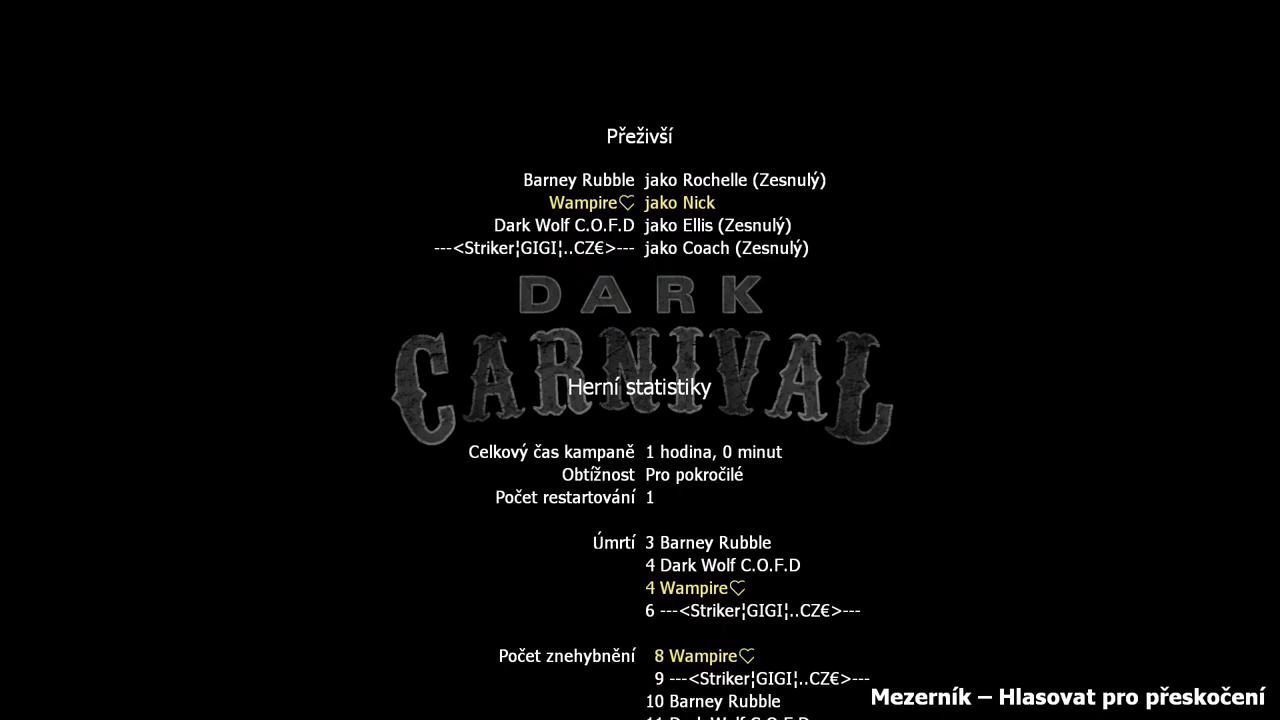 Přeživší
Barney Rubble jako Rochelle (Zesnulý)
Wampire♡ jako Nick
Dark Wolf C.O.F.D jako Ellis (Zesnulý)
---<Striker¦GIGI¦..CZ€>--- jako Coach (Zesnulý)
DARK
CARNIVAL
Herní statistiky
Celkový čas kampaně 1 hodina, 0 minut
Obtížnost Pro pokročilé
Počet restartování 1
Úmrtí 3 Barney Rubble
4 Dark Wolf C.O.F.D
4 Wampire♡
6 ---<Striker¦GIGI¦..CZ€>---
Počet znehybnění 8 Wampire♡
9 ---<Striker¦GIGI¦..CZ€>---
10 Barney Rubble
11 Dark Wolf C.O.F.D
Mezerník – Hlasovat pro přeskočení